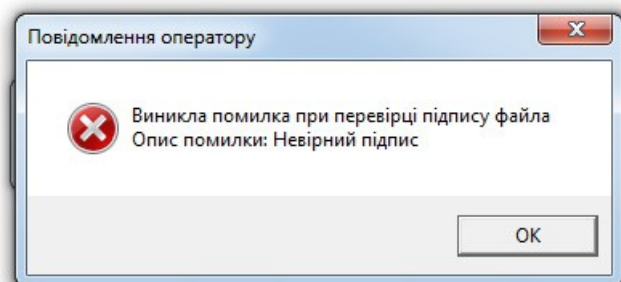 Повідомлення оператору
Виникла помилка при перевірці підпису файла
Опис помилки: Невірний підпис
OK